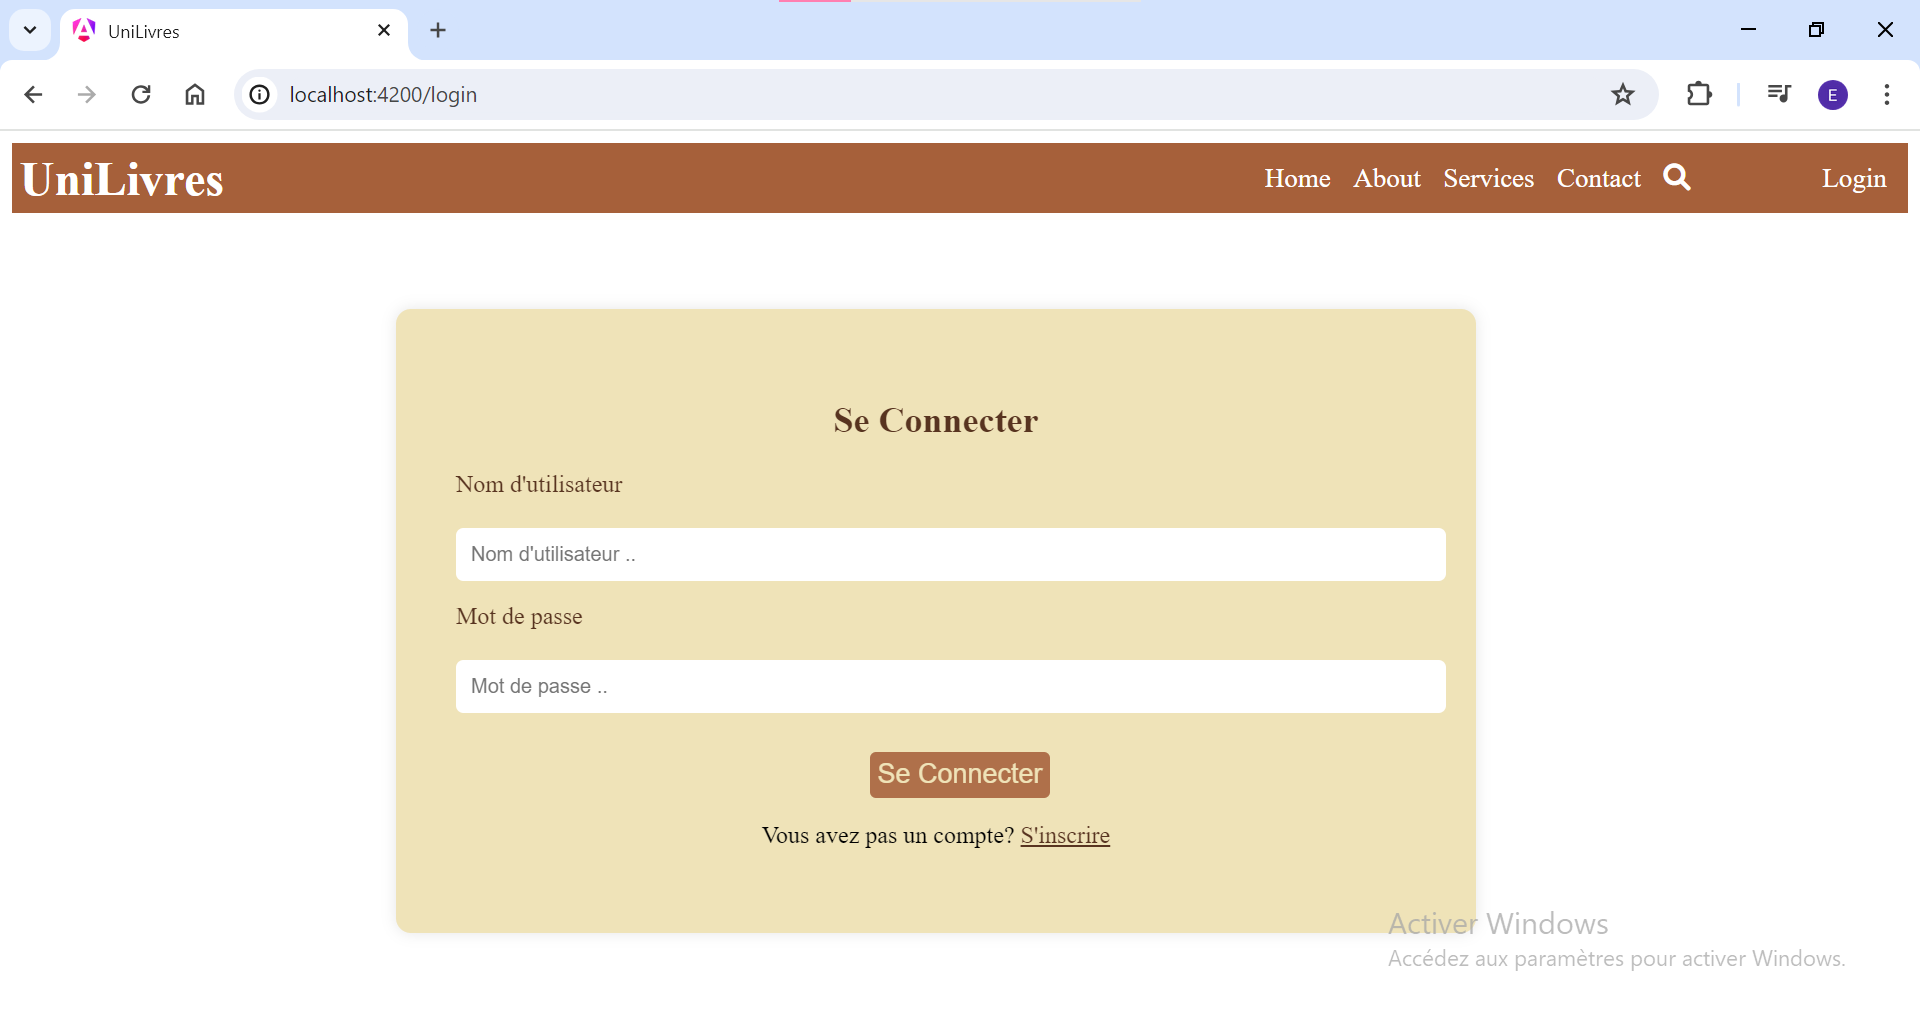 UniLivres
localhost:4200/login
E
UniLivres Home About Services Contact Login
Se Connecter
Nom d'utilisateur
Nom d'utilisateur ..
Mot de passe
Mot de passe ..
Se Connecter
Vous avez pas un compte? S'inscrire
Activer Windows
Accédez aux paramètres pour activer Windows.